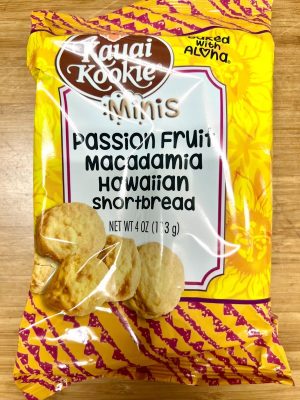 Kauai
Kookie
Baked
with
ALOHa
Minis
Passion Fruit
Macadamia
Hawaiian
Shortbread
NET WT 4 OZ (113 g)